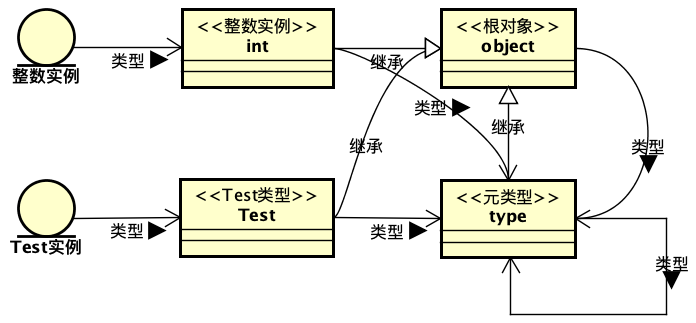 <<整数实例>>
int
<<根对象>>
object
整数实例
类型
继承
类型
继承
继承
类型
<<Test类型>>
Test
<<元类型>>
type
Test实例
类型
类型
类型